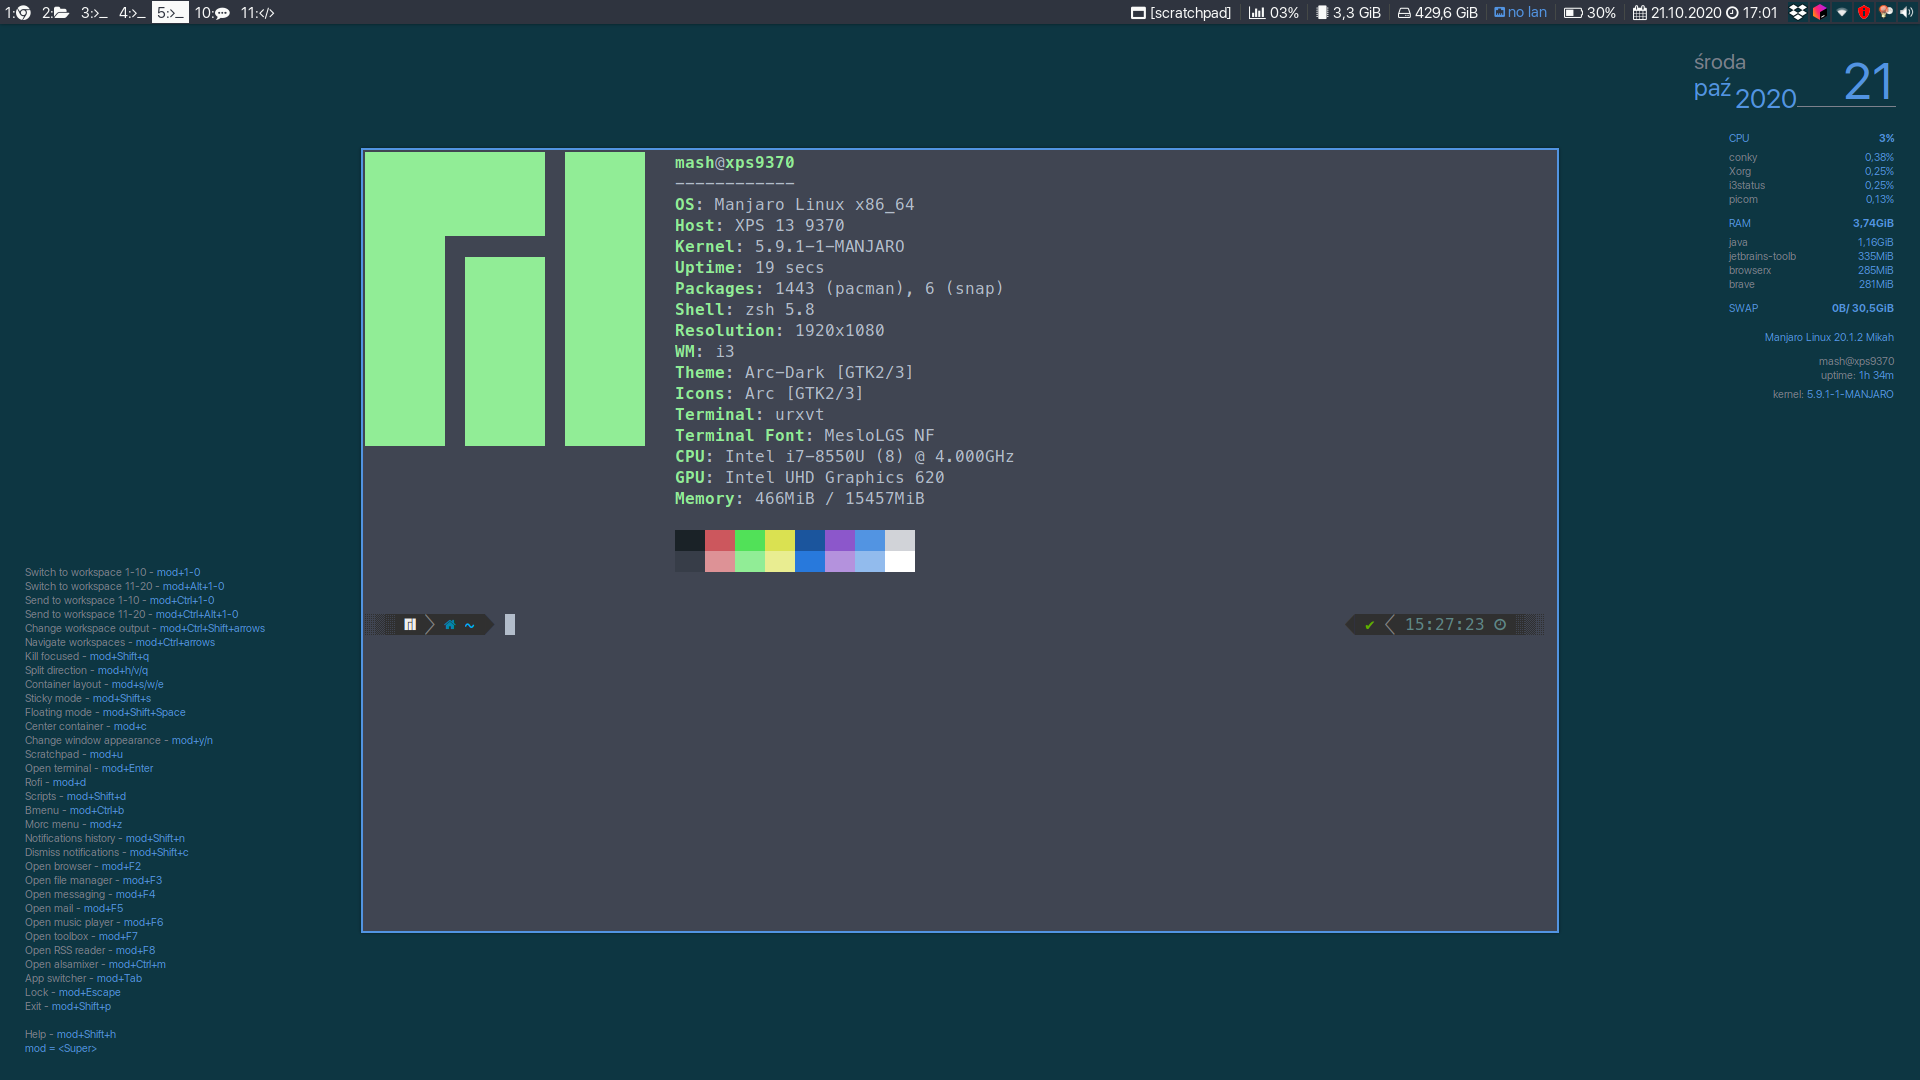 1: 2: 3:>_ 4:>_ 5:>_ 10: 11:</> [scratchpad] 03% 3,3 GiB 429,6 GiB no lan 30% 21.10.2020 17:01
środa
paź 2020 21
CPU 3%
conky 0,38%
Xorg 0,25%
i3status 0,25%
picom 0,13%
RAM 3,74GiB
java 1,16GiB
jetbrains-toolb 335MiB
browserx 285MiB
brave 281MiB
SWAP 0B/ 30,5GiB
Manjaro Linux 20.1.2 Mikah
mash@xps9370
uptime: 1h 34m
kernel: 5.9.1-1-MANJARO
mash@xps9370
------------
OS: Manjaro Linux x86_64
Host: XPS 13 9370
Kernel: 5.9.1-1-MANJARO
Uptime: 19 secs
Packages: 1443 (pacman), 6 (snap)
Shell: zsh 5.8
Resolution: 1920x1080
WM: i3
Theme: Arc-Dark [GTK2/3]
Icons: Arc [GTK2/3]
Terminal: urxvt
Terminal Font: MesloLGS NF
CPU: Intel i7-8550U (8) @ 4.000GHz
GPU: Intel UHD Graphics 620
Memory: 466MiB / 15457MiB
~ ✔ 15:27:23
Switch to workspace 1-10 - mod+1-0
Switch to workspace 11-20 - mod+Alt+1-0
Send to workspace 1-10 - mod+Ctrl+1-0
Send to workspace 11-20 - mod+Ctrl+Alt+1-0
Change workspace output - mod+Ctrl+Shift+arrows
Navigate workspaces - mod+Ctrl+arrows
Kill focused - mod+Shift+q
Split direction - mod+h/v/q
Container layout - mod+s/w/e
Sticky mode - mod+Shift+s
Floating mode - mod+Shift+Space
Center container - mod+c
Change window appearance - mod+y/n
Scratchpad - mod+u
Open terminal - mod+Enter
Rofi - mod+d
Scripts - mod+Shift+d
Bmenu - mod+Ctrl+b
Morc menu - mod+z
Notifications history - mod+Shift+n
Dismiss notifications - mod+Shift+c
Open browser - mod+F2
Open file manager - mod+F3
Open messaging - mod+F4
Open mail - mod+F5
Open music player - mod+F6
Open toolbox - mod+F7
Open RSS reader - mod+F8
Open alsamixer - mod+Ctrl+m
App switcher - mod+Tab
Lock - mod+Escape
Exit - mod+Shift+p
Help - mod+Shift+h
mod = <Super>